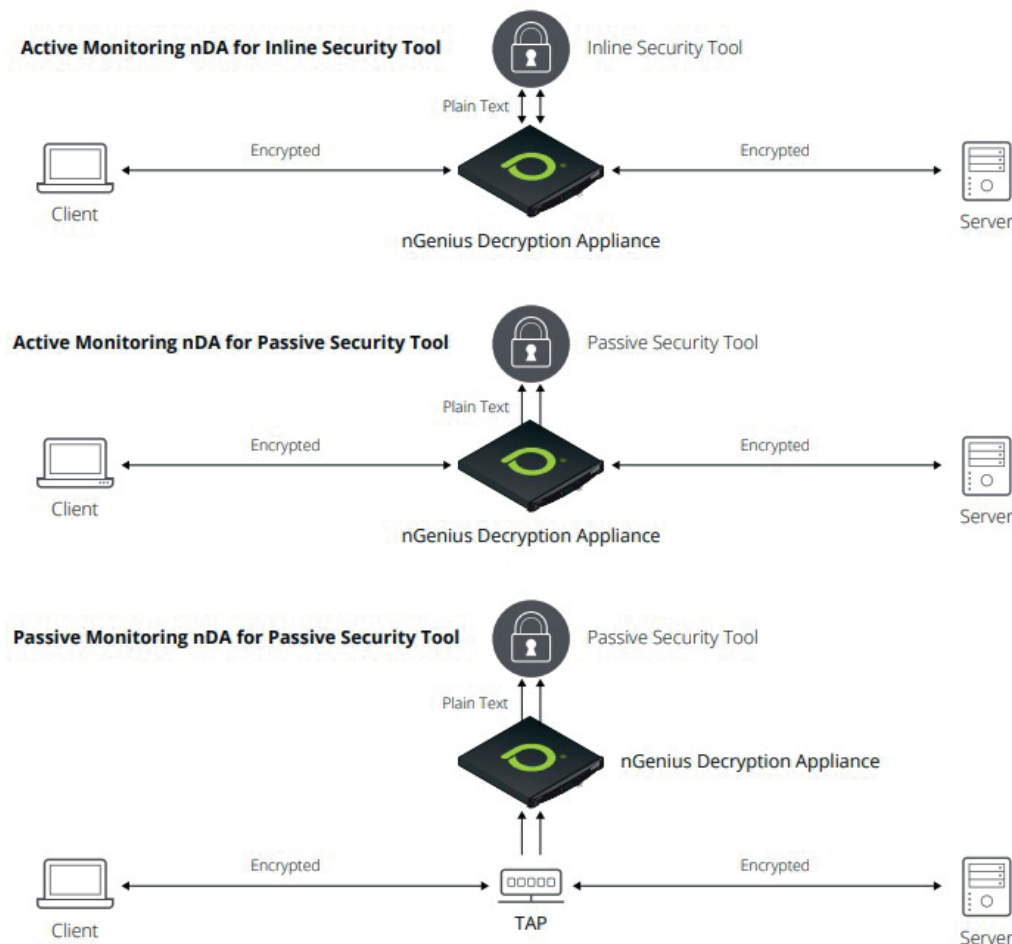 Active Monitoring nDA for Inline Security Tool
Inline Security Tool
Plain Text
Encrypted
Encrypted
Client
Server
nGenius Decryption Appliance
Active Monitoring nDA for Passive Security Tool
Passive Security Tool
Plain Text
Encrypted
Encrypted
Client
Server
nGenius Decryption Appliance
Passive Monitoring nDA for Passive Security Tool
Passive Security Tool
Plain Text
nGenius Decryption Appliance
Encrypted
Encrypted
Client
TAP
Server